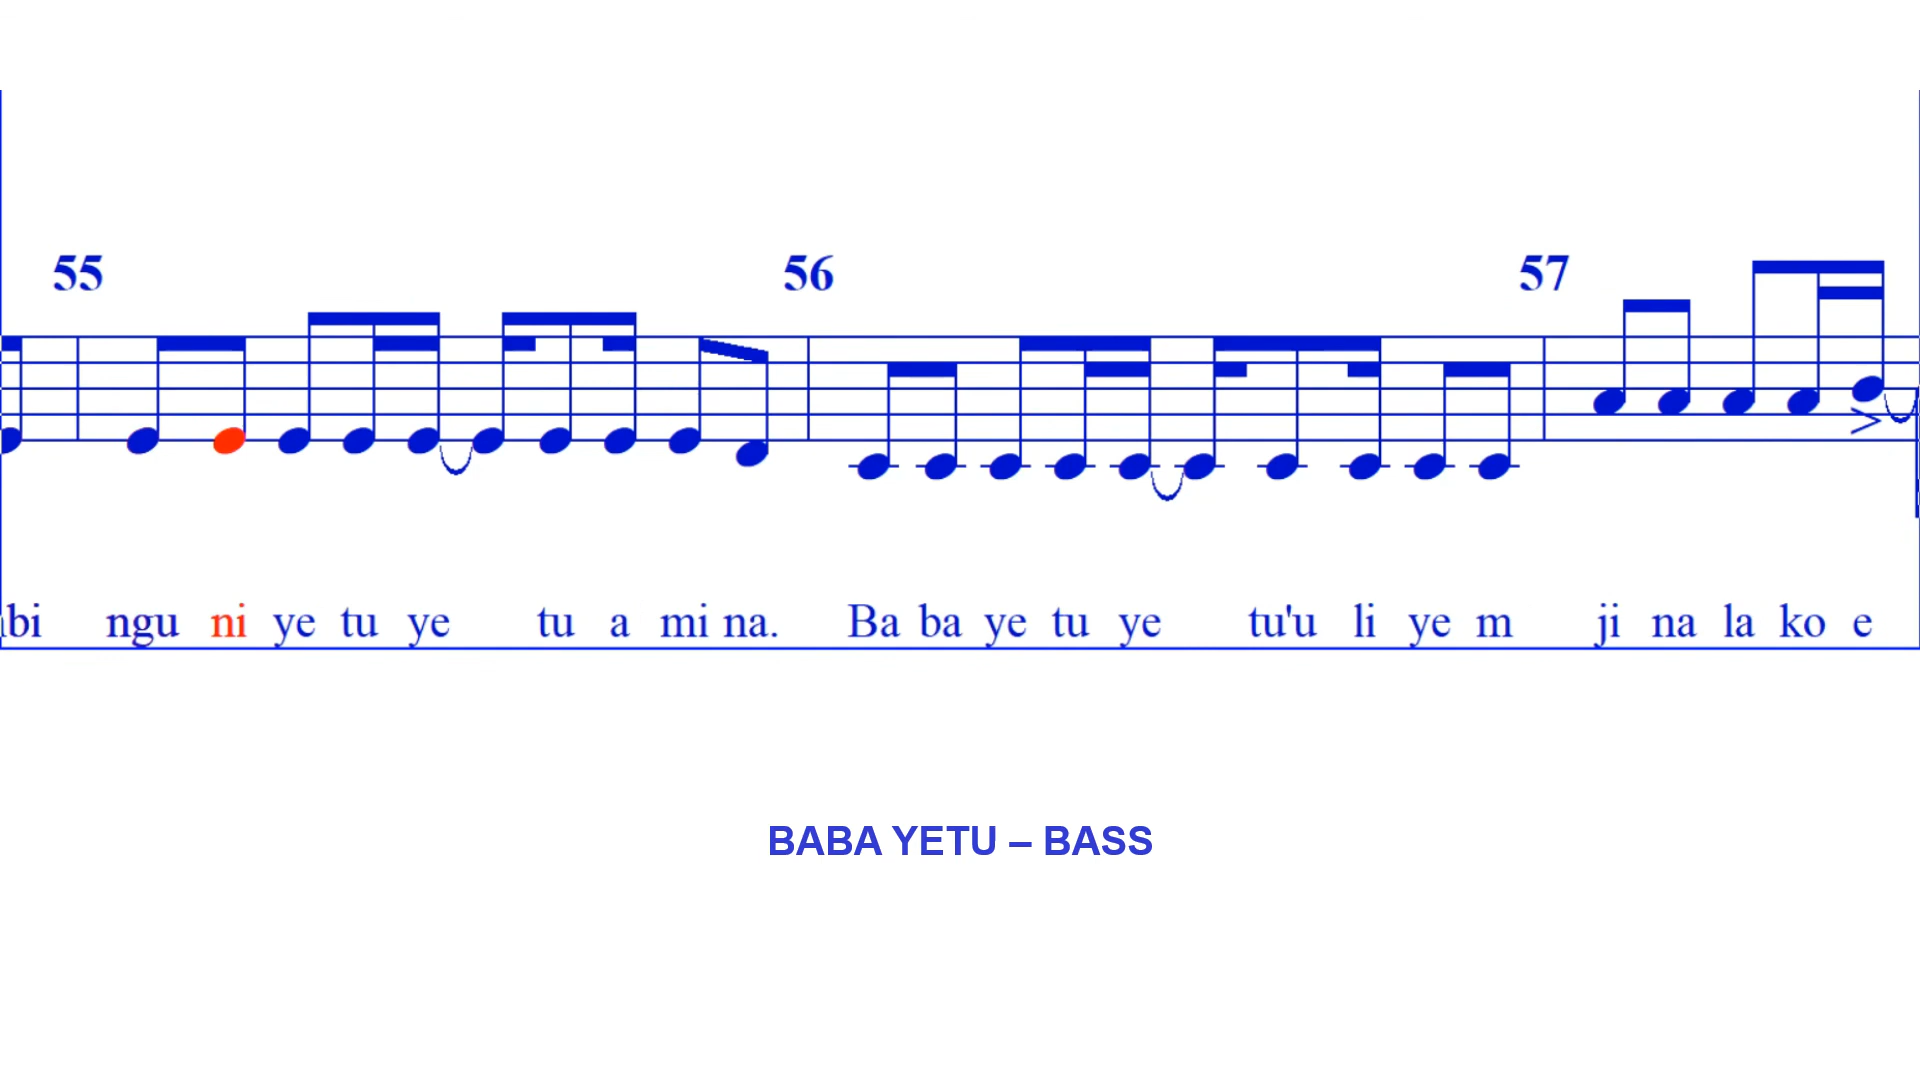 55 56 57
bi ngu ni ye tu ye tu a mi na. Ba ba ye tu ye tu'u li ye m ji na la ko e
BABA YETU – BASS